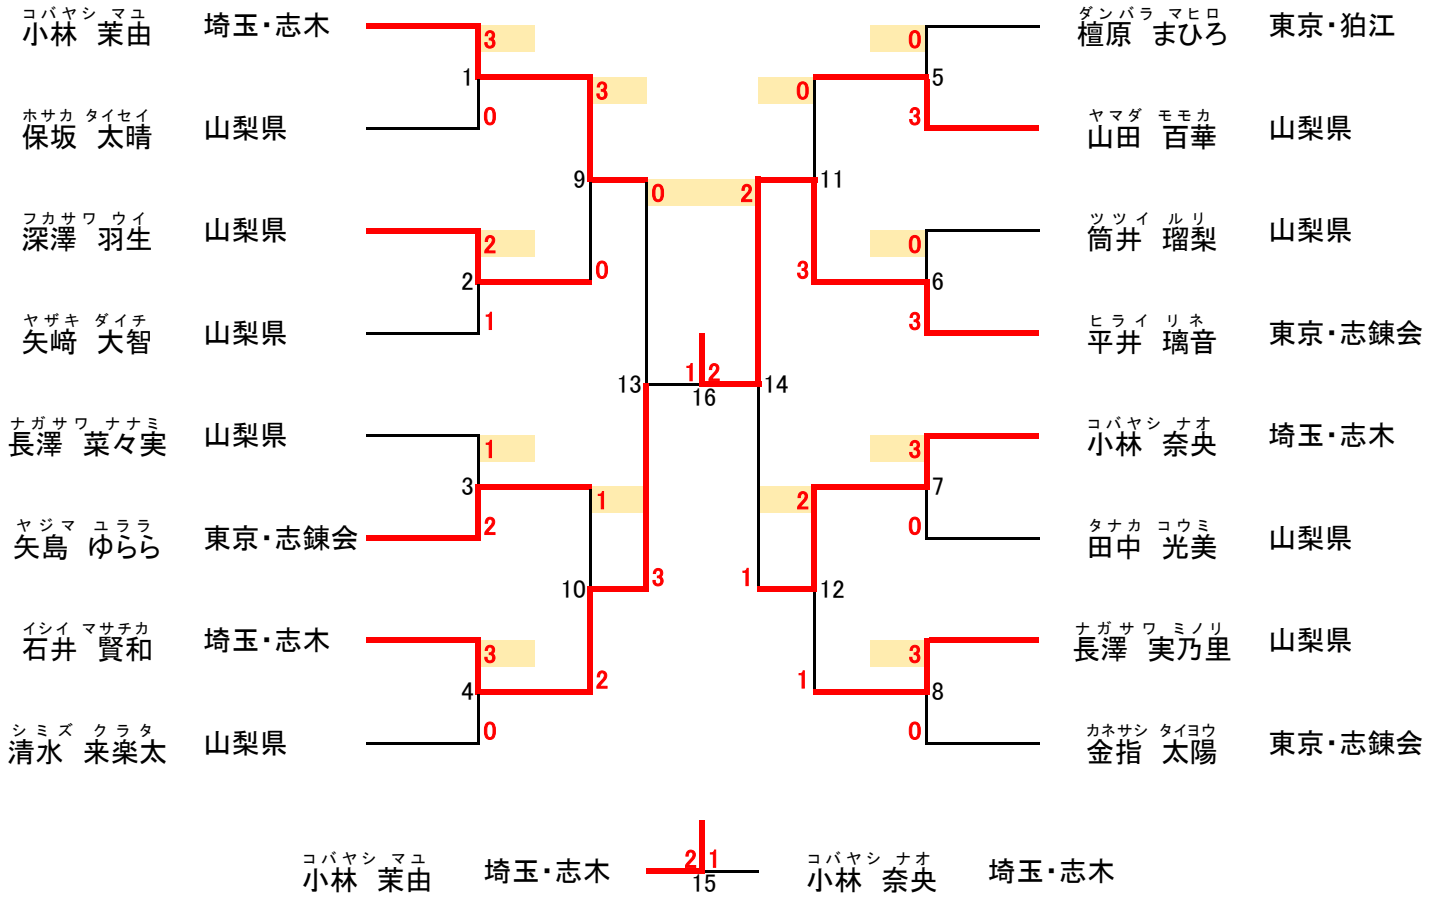 コバヤシ マユ
小林 茉由 埼玉・志木
3
1
0
ホサカ タイセイ
保坂 太晴 山梨県
3
9
0
フカサワ ウイ
深澤 羽生 山梨県
2
2
1
ヤザキ ダイチ
矢﨑 大智 山梨県
0
13
3
ナガサワ ナナミ
長澤 菜々実 山梨県
1
3
2
ヤジマ ユララ
矢島 ゆらら 東京・志錬会
1
10
2
イシイ マサチカ
石井 賢和 埼玉・志木
3
4
0
シミズ クラタ
清水 来楽太 山梨県
1 2
16
ダンバラ マヒロ
檀原 まひろ 東京・狛江
0
5
3
ヤマダ モモカ
山田 百華 山梨県
0
11
3
ツツイ ルリ
筒井 瑠梨 山梨県
0
6
3
ヒライ リネ
平井 璃音 東京・志錬会
2
14
1
コバヤシ ナオ
小林 奈央 埼玉・志木
3
7
0
タナカ コウミ
田中 光美 山梨県
2
12
1
ナガサワ ミノリ
長澤 実乃里 山梨県
3
8
0
カネサシ タイヨウ
金指 太陽 東京・志錬会
コバヤシ マユ
小林 茉由 埼玉・志木
2 1
15
コバヤシ ナオ
小林 奈央 埼玉・志木